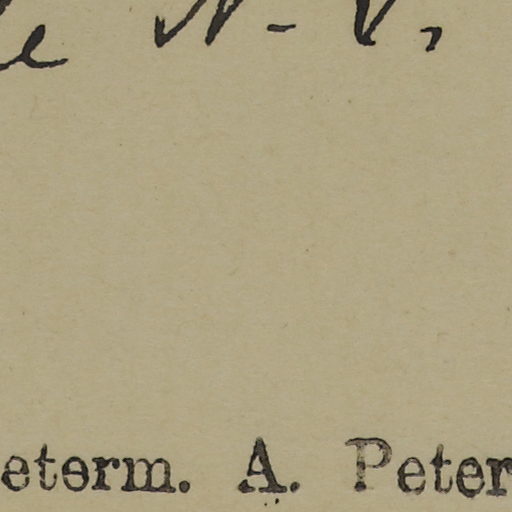 e N-V,
eterm. A. Peter